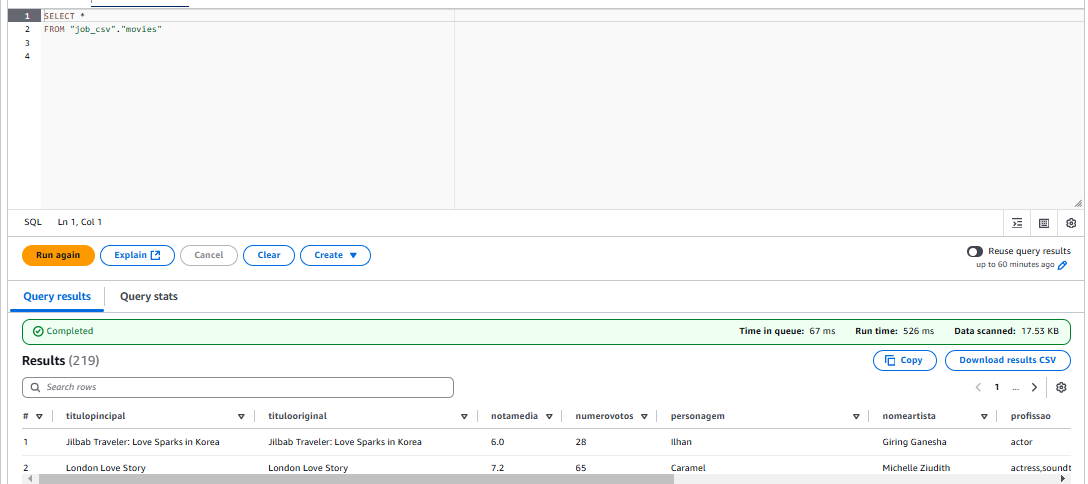 1 SELECT *
2 FROM "job_csv"."movies"
3
4
SQL Ln 1, Col 1
Run again Explain Cancel Clear Create Reuse query results
up to 60 minutes ago
Query results Query stats
Completed Time in queue: 67 ms Run time: 526 ms Data scanned: 17.53 KB
Results (219) Copy Download results CSV
Search rows 1 ...
# titulopincipal titulooriginal notamedia numerovotos personagem nomeartista profissao
1 Jilbab Traveler: Love Sparks in Korea Jilbab Traveler: Love Sparks in Korea 6.0 28 Ilhan Giring Ganesha actor
2 London Love Story London Love Story 7.2 65 Caramel Michelle Ziudith actress,soundt